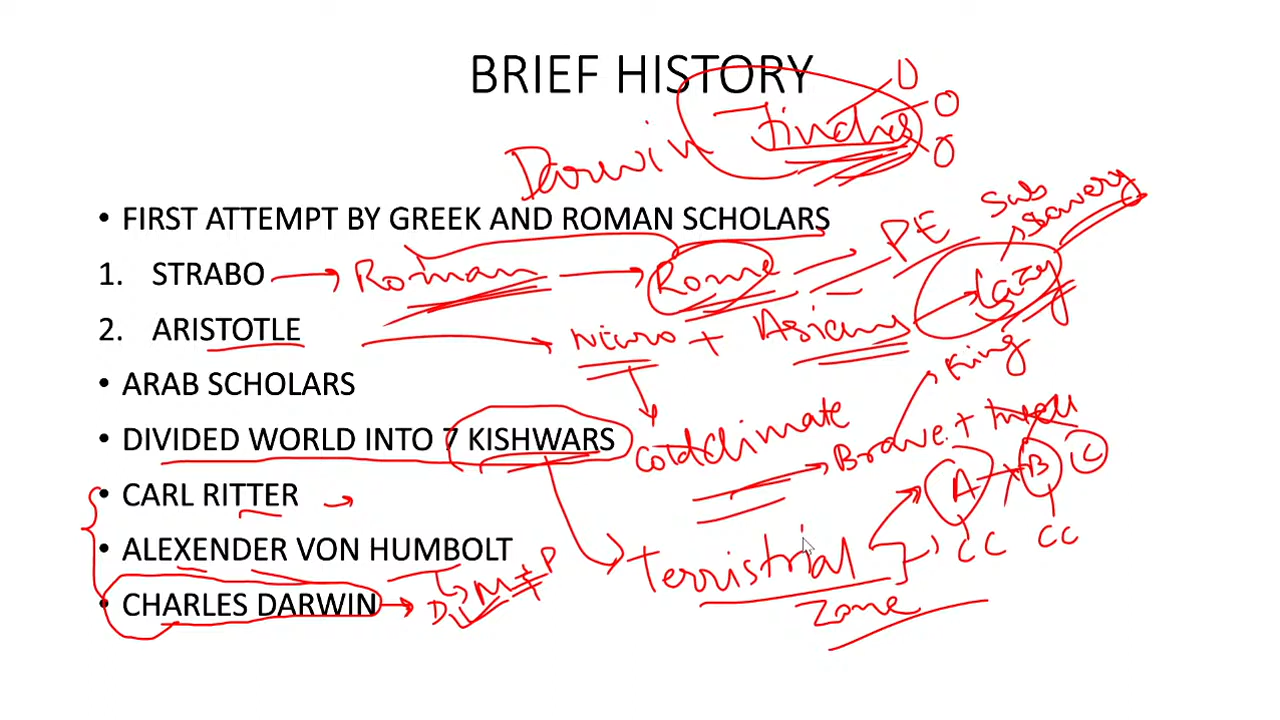 BRIEF HISTORY
Darwin Finches
• FIRST ATTEMPT BY GREEK AND ROMAN SCHOLARS
PE
Sub
Slavery
1. STRABO → Roman → Rome
Lazy
2. ARISTOTLE
+ Asians
King
• ARAB SCHOLARS
• DIVIDED WORLD INTO 7 KISHWARS
cold climate
Brave +
A B C
CC CC
• CARL RITTER
• ALEXENDER VON HUMBOLT
Terristrial
Zone
• CHARLES DARWIN